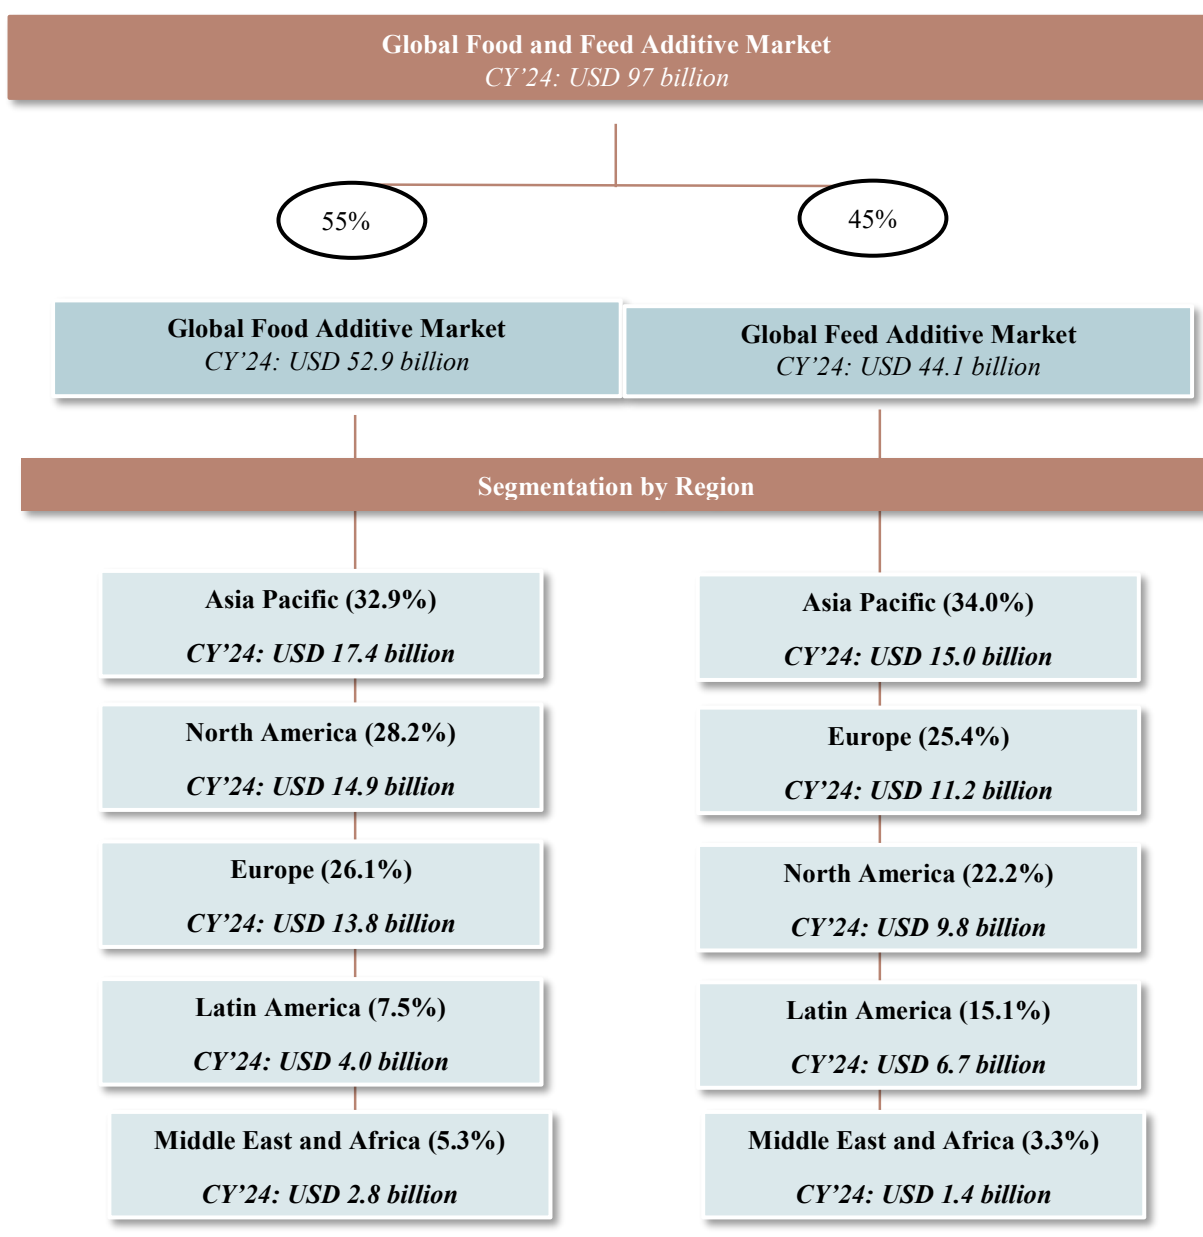 Global Food and Feed Additive Market
CY’24: USD 97 billion
55%
45%
Global Food Additive Market
CY’24: USD 52.9 billion
Global Feed Additive Market
CY’24: USD 44.1 billion
Segmentation by Region
Asia Pacific (32.9%)
CY’24: USD 17.4 billion
North America (28.2%)
CY’24: USD 14.9 billion
Europe (26.1%)
CY’24: USD 13.8 billion
Latin America (7.5%)
CY’24: USD 4.0 billion
Middle East and Africa (5.3%)
CY’24: USD 2.8 billion
Asia Pacific (34.0%)
CY’24: USD 15.0 billion
Europe (25.4%)
CY’24: USD 11.2 billion
North America (22.2%)
CY’24: USD 9.8 billion
Latin America (15.1%)
CY’24: USD 6.7 billion
Middle East and Africa (3.3%)
CY’24: USD 1.4 billion